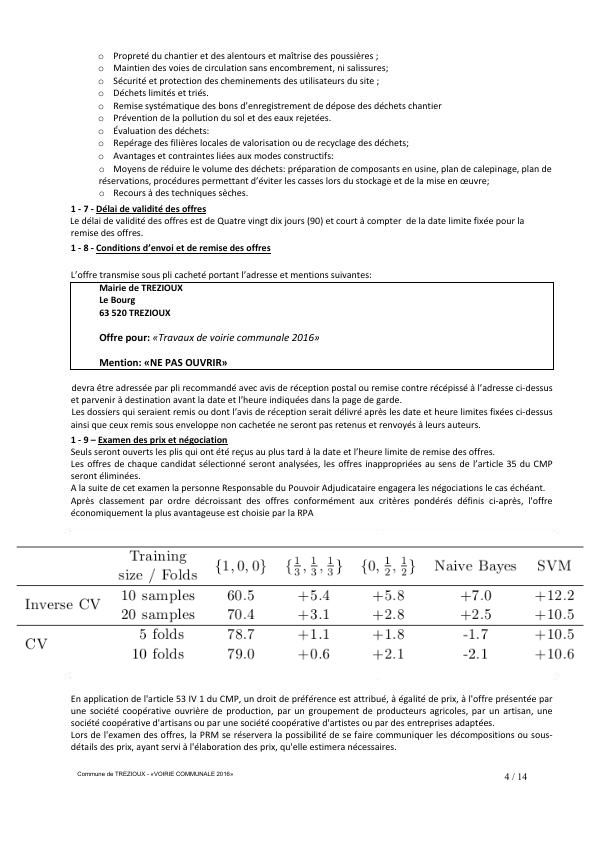 o Propreté du chantier et des alentours et maîtrise des poussières ;
o Maintien des voies de circulation sans encombrement, ni salissures;
o Sécurité et protection des cheminements des utilisateurs du site ;
o Déchets limités et triés.
o Remise systématique des bons d'enregistrement de dépose des déchets chantier
o Prévention de la pollution du sol et des eaux rejetées.
o Évaluation des déchets:
o Repérage des filières locales de valorisation ou de recyclage des déchets;
o Avantages et contraintes liées aux modes constructifs:
o Moyens de réduire le volume des déchets: préparation de composants en usine, plan de calepinage, plan de
réservations, procédures permettant d'éviter les casses lors du stockage et de la mise en œuvre;
o Recours à des techniques sèches.
1 - 7 - Délai de validité des offres
Le délai de validité des offres est de Quatre vingt dix jours (90) et court à compter de la date limite fixée pour la
remise des offres.
1 - 8 - Conditions d'envoi et de remise des offres
L'offre transmise sous pli cacheté portant l'adresse et mentions suivantes:
Mairie de TREZIOUX
Le Bourg
63 520 TREZIOUX
Offre pour: «Travaux de voirie communale 2016»
Mention: «NE PAS OUVRIR»
devra être adressée par pli recommandé avec avis de réception postal ou remise contre récépissé à l'adresse ci-dessus
et parvenir à destination avant la date et l'heure indiquées dans la page de garde.
Les dossiers qui seraient remis ou dont l'avis de réception serait délivré après les date et heure limites fixées ci-dessus
ainsi que ceux remis sous enveloppe non cachetée ne seront pas retenus et renvoyés à leurs auteurs.
1 - 9 – Examen des prix et négociation
Seuls seront ouverts les plis qui ont été reçus au plus tard à la date et l'heure limite de remise des offres.
Les offres de chaque candidat sélectionné seront analysées, les offres inappropriées au sens de l'article 35 du CMP
seront éliminées.
A la suite de cet examen la personne Responsable du Pouvoir Adjudicataire engagera les négociations le cas échéant.
Après classement par ordre décroissant des offres conformément aux critères pondérés définis ci-après, l'offre
économiquement la plus avantageuse est choisie par la RPA
Training size / Folds {1, 0, 0} {1/3, 1/3, 1/3} {0, 1/2, 1/2} Naive Bayes SVM
Inverse CV 10 samples 60.5 +5.4 +5.8 +7.0 +12.2
20 samples 70.4 +3.1 +2.8 +2.5 +10.5
CV 5 folds 78.7 +1.1 +1.8 -1.7 +10.5
10 folds 79.0 +0.6 +2.1 -2.1 +10.6
En application de l'article 53 IV 1 du CMP, un droit de préférence est attribué, à égalité de prix, à l'offre présentée par
une société coopérative ouvrière de production, par un groupement de producteurs agricoles, par un artisan, une
société coopérative d'artisans ou par une société coopérative d'artistes ou par des entreprises adaptées.
Lors de l'examen des offres, la PRM se réservera la possibilité de se faire communiquer les décompositions ou sous-
détails des prix, ayant servi à l'élaboration des prix, qu'elle estimera nécessaires.
Commune de TREZIOUX - «VOIRIE COMMUNALE 2016»
4 / 14